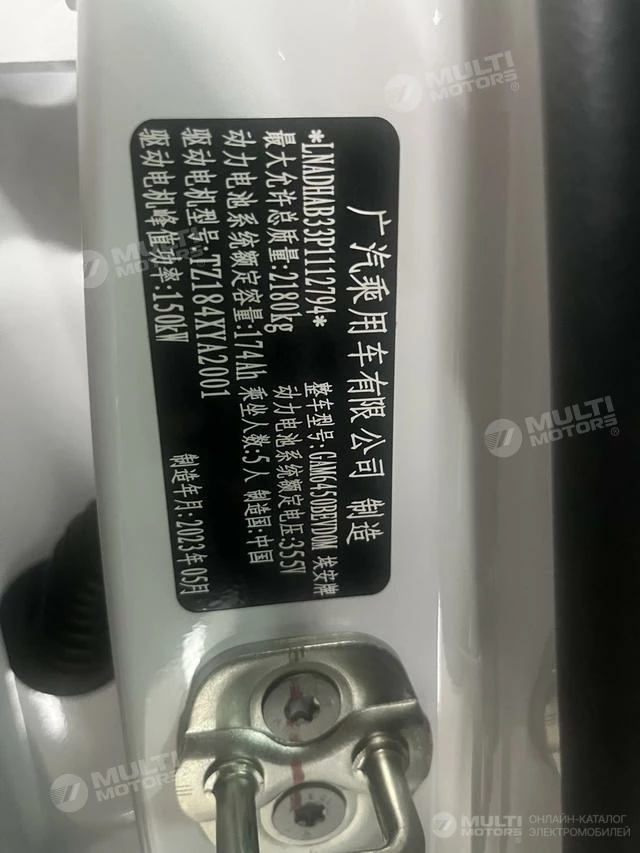 广汽乘用车有限公司 制造
*LNADHAB33P1112794* 整车型号:GAM6450BEVD0M 埃安牌
最大允许总质量:2180kg 动力电池系统额定电压:355V
动力电池系统额定容量:174Ah 乘坐人数:5人 制造国:中国
驱动电机型号:TZ184XYA2001
驱动电机峰值功率:150kW 制造年月:2023年05月
MULTI MOTORS®
MULTI MOTORS
MULTI MOTORS®
MULTI MOTORS
MULTI MOTORS® ОНЛАЙН-КАТАЛОГ ЭЛЕКТРОМОБИЛЕЙ